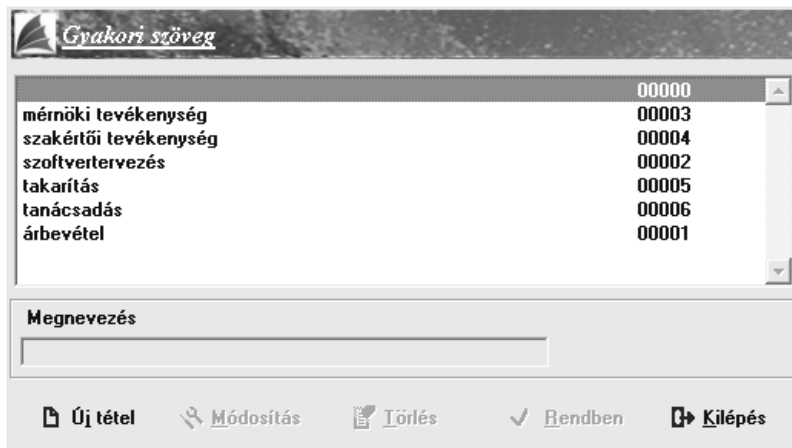 Gyakori szöveg
00000
mérnöki tevékenység 00003
szakértői tevékenység 00004
szoftvertervezés 00002
takarítás 00005
tanácsadás 00006
árbevétel 00001
Megnevezés
Új tétel Módosítás Törlés Rendben Kilépés